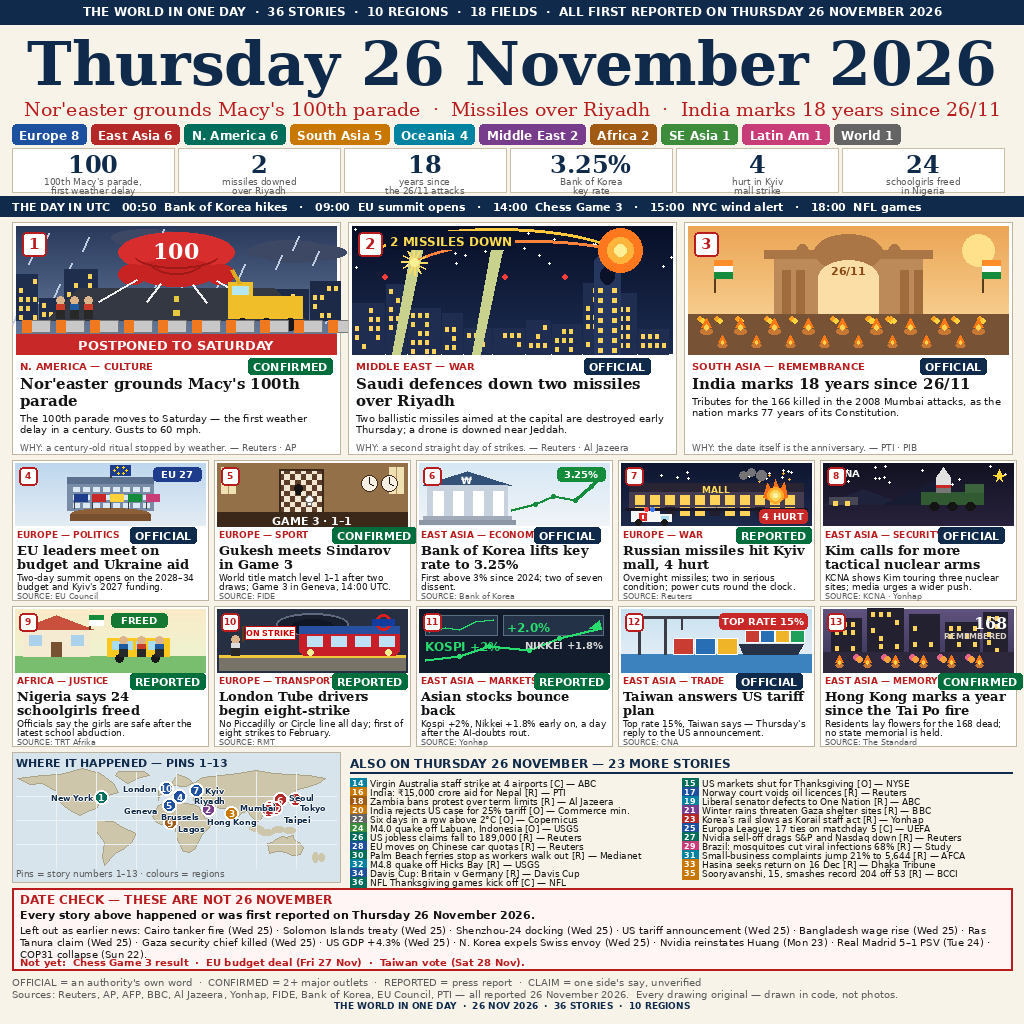 THE WORLD IN ONE DAY · 36 STORIES · 10 REGIONS · 18 FIELDS · ALL FIRST REPORTED ON THURSDAY 26 NOVEMBER 2026
Thursday 26 November 2026
Nor'easter grounds Macy's 100th parade · Missiles over Riyadh · India marks 18 years since 26/11
Europe 8 East Asia 6 N. America 6 South Asia 5 Oceania 4 Middle East 2 Africa 2 SE Asia 1 Latin Am 1 World 1
100
100th Macy's parade,
first weather delay
2
missiles downed
over Riyadh
18
years since
the 26/11 attacks
3.25%
Bank of Korea
key rate
4
hurt in Kyiv
mall strike
24
schoolgirls freed
in Nigeria
THE DAY IN UTC 00:50 Bank of Korea hikes · 09:00 EU summit opens · 14:00 Chess Game 3 · 15:00 NYC wind alert · 18:00 NFL games
1
100
POSTPONED TO SATURDAY
N. AMERICA — CULTURE
CONFIRMED
Nor'easter grounds Macy's 100th
parade
The 100th parade moves to Saturday — the first weather
delay in a century. Gusts to 60 mph.
WHY: a century-old ritual stopped by weather. — Reuters · AP
2
2 MISSILES DOWN
MIDDLE EAST — WAR
OFFICIAL
Saudi defences down two missiles
over Riyadh
Two ballistic missiles aimed at the capital are destroyed early
Thursday; a drone is downed near Jeddah.
WHY: a second straight day of strikes. — Reuters · Al Jazeera
3
26/11
SOUTH ASIA — REMEMBRANCE
OFFICIAL
India marks 18 years since 26/11
Tributes for the 166 killed in the 2008 Mumbai attacks, as the
nation marks 77 years of its Constitution.
WHY: the date itself is the anniversary. — PTI · PIB
4
EU 27
EUROPE — POLITICS
OFFICIAL
EU leaders meet on
budget and Ukraine aid
Two-day summit opens on the 2028–34
budget and Kyiv's 2027 funding.
SOURCE: EU Council
5
GAME 3 · 1–1
EUROPE — SPORT
CONFIRMED
Gukesh meets Sindarov
in Game 3
World title match level 1–1 after two
draws; Game 3 in Geneva, 14:00 UTC.
SOURCE: FIDE
6
₩
3.25%
EAST ASIA — ECONOM
OFFICIAL
Bank of Korea lifts key
rate to 3.25%
First above 3% since 2024; two of seven
dissent.
SOURCE: Bank of Korea
7
MALL
4 HURT
EUROPE — WAR
REPORTED
Russian missiles hit Kyiv
mall, 4 hurt
Overnight missiles; two in serious
condition; power cuts round the clock.
SOURCE: Reuters
8
NA
EAST ASIA — SECURIT
OFFICIAL
Kim calls for more
tactical nuclear arms
KCNA shows Kim touring three nuclear
sites; media urges a wider push.
SOURCE: KCNA · Yonhap
9
FREED
AFRICA — JUSTICE
REPORTED
Nigeria says 24
schoolgirls freed
Officials say the girls are safe after the
latest school abduction.
SOURCE: TRT Afrika
10
ON STRIKE
EUROPE — TRANSPOR
REPORTED
London Tube drivers
begin eight-strike
No Piccadilly or Circle line all day; first of
eight strikes to February.
SOURCE: RMT
11
+2.0%
KOSPI +2%
NIKKEI +1.8%
EAST ASIA — MARKETS
REPORTED
Asian stocks bounce
back
Kospi +2%, Nikkei +1.8% early on, a day
after the AI-doubts rout.
SOURCE: Yonhap
12
TOP RATE 15%
EAST ASIA — TRADE
OFFICIAL
Taiwan answers US tariff
plan
Top rate 15%, Taiwan says — Thursday's
reply to the US announcement.
SOURCE: CNA
13
168
REMEMBERED
EAST ASIA — MEMORY
CONFIRMED
Hong Kong marks a year
since the Tai Po fire
Residents lay flowers for the 168 dead;
no state memorial is held.
SOURCE: The Standard
WHERE IT HAPPENED — PINS 1–13
New York 1
London 10
4
7 Kyiv
Geneva 5
Riyadh
2
Brussels
9
Lagos
3
Mumbai
Hong Kong
6
Seoul
Tokyo
Taipei
Pins = story numbers 1–13 · colours = regions
ALSO ON THURSDAY 26 NOVEMBER — 23 MORE STORIES
14 Virgin Australia staff strike at 4 airports [C] — ABC
16 India: ₹15,000 crore aid for Nepal [R] — PTI
18 Zambia bans protest over term limits [R] — Al Jazeera
20 India rejects US case for 25% tariff [O] — Commerce min.
22 Six days in a row above 2°C [O] — Copernicus
24 M4.0 quake off Labuan, Indonesia [O] — USGS
26 US jobless claims fall to 189,000 [R] — Reuters
28 EU moves on Chinese car quotas [R] — Reuters
30 Palm Beach ferries stop as workers walk out [R] — Medianet
32 M4.8 quake off Hicks Bay [R] — USGS
34 Davis Cup: Britain v Germany [R] — Davis Cup
36 NFL Thanksgiving games kick off [C] — NFL
15 US markets shut for Thanksgiving [O] — NYSE
17 Norway court voids oil licences [R] — Reuters
19 Liberal senator defects to One Nation [R] — ABC
21 Winter rains threaten Gaza shelter sites [R] — BBC
23 Korea's rail slows as Korail staff act [R] — Yonhap
25 Europa League: 17 ties on matchday 5 [C] — UEFA
27 Nvidia sell-off drags S&P and Nasdaq down [R] — Reuters
29 Brazil: mosquitoes cut viral infections 68% [R] — Study
31 Small-business complaints jump 21% to 5,644 [R] — AFCA
33 Hasina seeks return on 16 Dec [R] — Dhaka Tribune
35 Sooryavanshi, 15, smashes record 204 off 53 [R] — BCCI
DATE CHECK — THESE ARE NOT 26 NOVEMBER
Every story above happened or was first reported on Thursday 26 November 2026.
Left out as earlier news: Cairo tanker fire (Wed 25) · Solomon Islands treaty (Wed 25) · Shenzhou-24 docking (Wed 25) · US tariff announcement (Wed 25) · Bangladesh wage rise (Wed 25) · Ras
Tanura claim (Wed 25) · Gaza security chief killed (Wed 25) · US GDP +4.3% (Wed 25) · N. Korea expels Swiss envoy (Wed 25) · Nvidia reinstates Huang (Mon 23) · Real Madrid 5–1 PSV (Tue 24) ·
COP31 collapse (Sun 22).
Not yet: Chess Game 3 result · EU budget deal (Fri 27 Nov) · Taiwan vote (Sat 28 Nov).
OFFICIAL = an authority's own word · CONFIRMED = 2+ major outlets · REPORTED = press report · CLAIM = one side's say, unverified
Sources: Reuters, AP, AFP, BBC, Al Jazeera, Yonhap, FIDE, Bank of Korea, EU Council, PTI — all reported 26 November 2026. Every drawing original — drawn in code, not photos.
THE WORLD IN ONE DAY · 26 NOV 2026 · 36 STORIES · 10 REGIONS